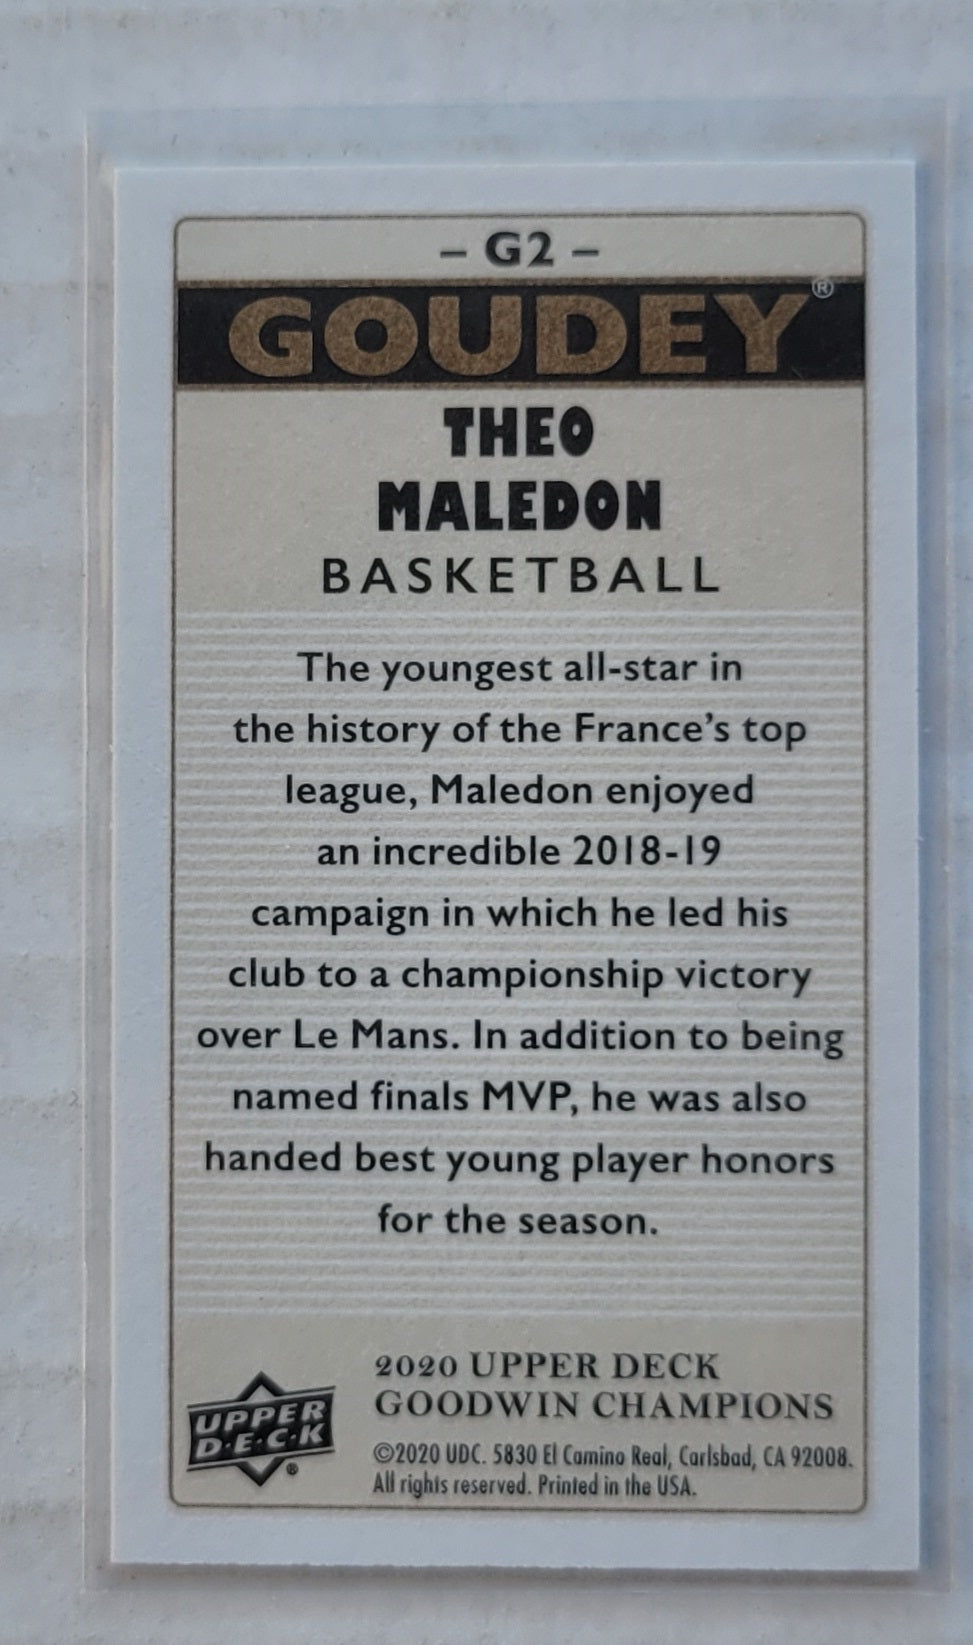 – G2 –
GOUDEY®
THEO
MALEDON
BASKETBALL
The youngest all-star in
the history of the France's top
league, Maledon enjoyed
an incredible 2018-19
campaign in which he led his
club to a championship victory
over Le Mans. In addition to being
named finals MVP, he was also
handed best young player honors
for the season.
2020 UPPER DECK
GOODWIN CHAMPIONS
UPPER
D·E·C·K®
©2020 UDC. 5830 El Camino Real, Carlsbad, CA 92008.
All rights reserved. Printed in the USA.